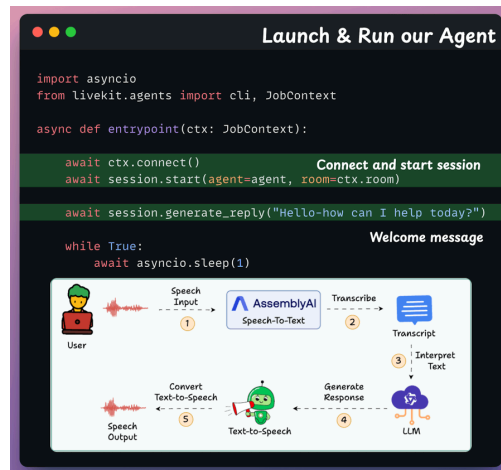 Launch & Run our Agent
import asyncio
from livekit.agents import cli, JobContext
async def entrypoint(ctx: JobContext):
await ctx.connect()
Connect and start session
await session.start(agent=agent, room=ctx.room)
await session.generate_reply("Hello-how can I help today?")
Welcome message
while True:
await asyncio.sleep(1)
User
Speech
Input
1
AssemblyAI
Speech-To-Text
Transcribe
2
Transcript
3
Interpret
Text
LLM
Generate
Response
4
Text-to-Speech
Convert
Text-to-Speech
5
Speech
Output